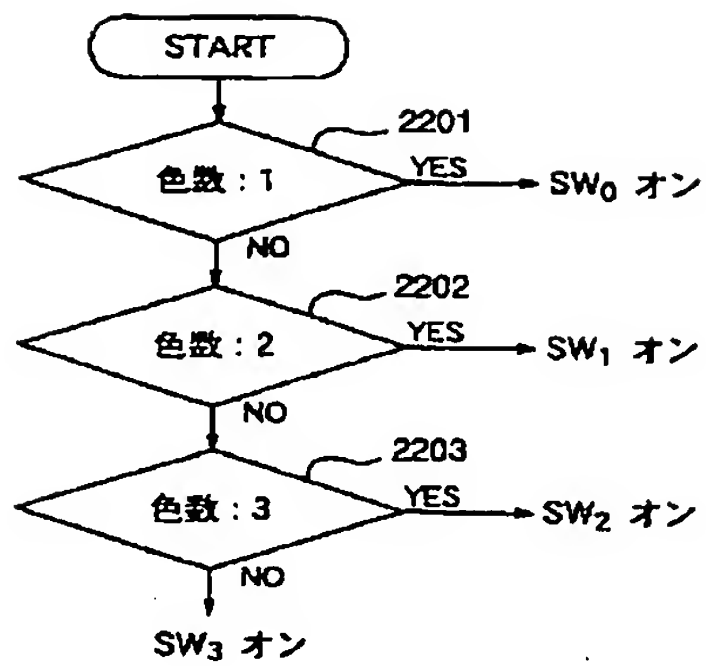 START
2201
色数:1
YES
SW₀ オン
NO
2202
色数:2
YES
SW₁ オン
NO
2203
色数:3
YES
SW₂ オン
NO
SW₃ オン